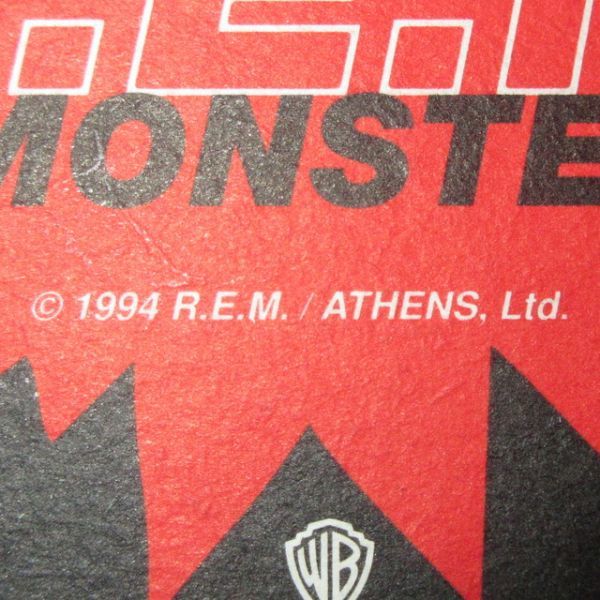 .E.M
MONSTE
© 1994 R.E.M. / ATHENS, Ltd.
WB